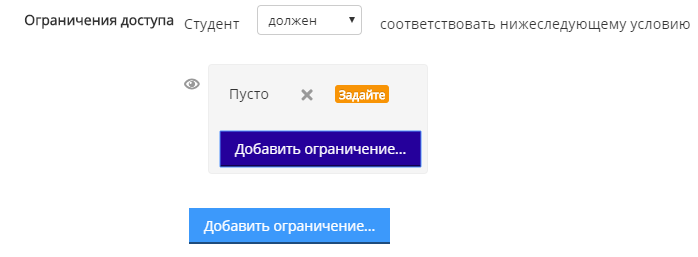 Ограничения доступа Студент должен соответствовать нижеследующему условию
Пусто Задайте
Добавить ограничение...
Добавить ограничение...